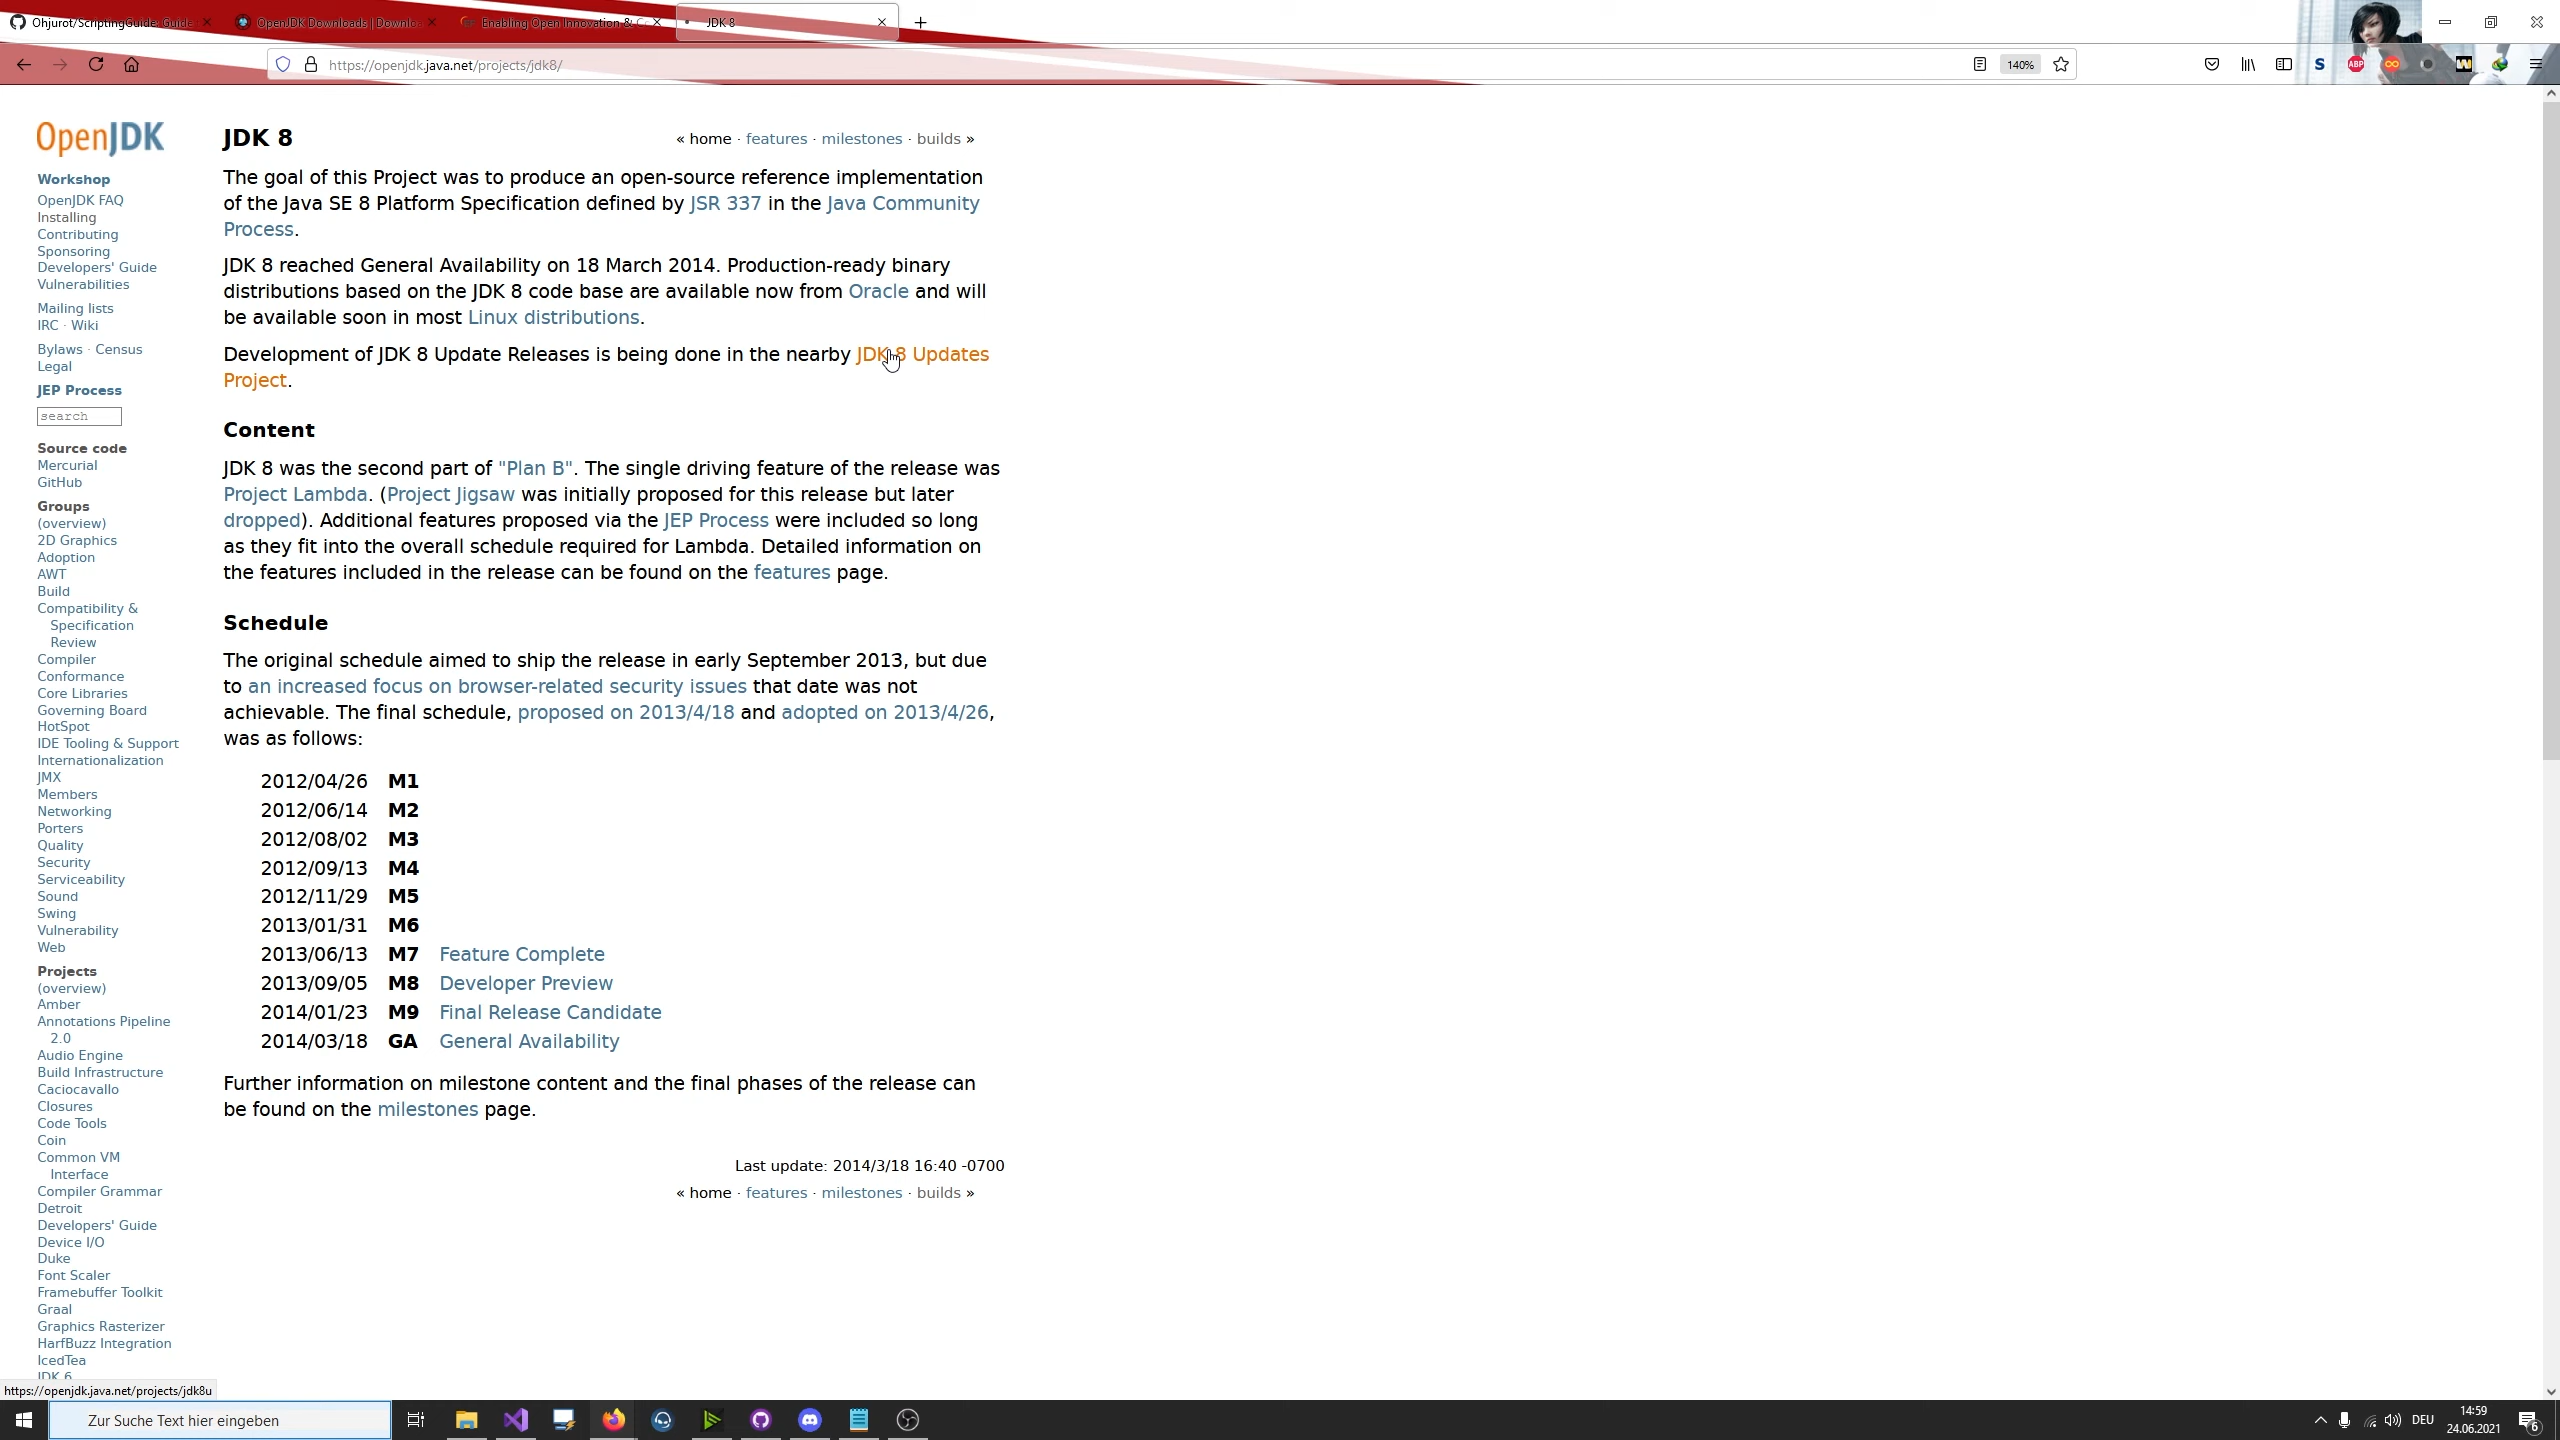 Ohjurot/ScriptingGuide: Guide
OpenJDK Downloads | Downlo
Enabling Open Innovation & Co
JDK 8
https://openjdk.java.net/projects/jdk8/
140%
ABP
OpenJDK
Workshop
OpenJDK FAQ
Installing
Contributing
Sponsoring
Developers' Guide
Vulnerabilities
Mailing lists
IRC · Wiki
Bylaws · Census
Legal
JEP Process
search
Source code
Mercurial
GitHub
Groups
(overview)
2D Graphics
Adoption
AWT
Build
Compatibility &
Specification
Review
Compiler
Conformance
Core Libraries
Governing Board
HotSpot
IDE Tooling & Support
Internationalization
JMX
Members
Networking
Porters
Quality
Security
Serviceability
Sound
Swing
Vulnerability
Web
Projects
(overview)
Amber
Annotations Pipeline
2.0
Audio Engine
Build Infrastructure
Caciocavallo
Closures
Code Tools
Coin
Common VM
Interface
Compiler Grammar
Detroit
Developers' Guide
Device I/O
Duke
Font Scaler
Framebuffer Toolkit
Graal
Graphics Rasterizer
HarfBuzz Integration
IcedTea
JDK 6
JDK 8
« home · features · milestones · builds »
The goal of this Project was to produce an open-source reference implementation
of the Java SE 8 Platform Specification defined by JSR 337 in the Java Community
Process.
JDK 8 reached General Availability on 18 March 2014. Production-ready binary
distributions based on the JDK 8 code base are available now from Oracle and will
be available soon in most Linux distributions.
Development of JDK 8 Update Releases is being done in the nearby JDK 8 Updates
Project.
Content
JDK 8 was the second part of "Plan B". The single driving feature of the release was
Project Lambda. (Project Jigsaw was initially proposed for this release but later
dropped). Additional features proposed via the JEP Process were included so long
as they fit into the overall schedule required for Lambda. Detailed information on
the features included in the release can be found on the features page.
Schedule
The original schedule aimed to ship the release in early September 2013, but due
to an increased focus on browser-related security issues that date was not
achievable. The final schedule, proposed on 2013/4/18 and adopted on 2013/4/26,
was as follows:
2012/04/26 M1
2012/06/14 M2
2012/08/02 M3
2012/09/13 M4
2012/11/29 M5
2013/01/31 M6
2013/06/13 M7 Feature Complete
2013/09/05 M8 Developer Preview
2014/01/23 M9 Final Release Candidate
2014/03/18 GA General Availability
Further information on milestone content and the final phases of the release can
be found on the milestones page.
Last update: 2014/3/18 16:40 -0700
« home · features · milestones · builds »
https://openjdk.java.net/projects/jdk8u
Zur Suche Text hier eingeben
DEU
14:59
24.06.2021
6